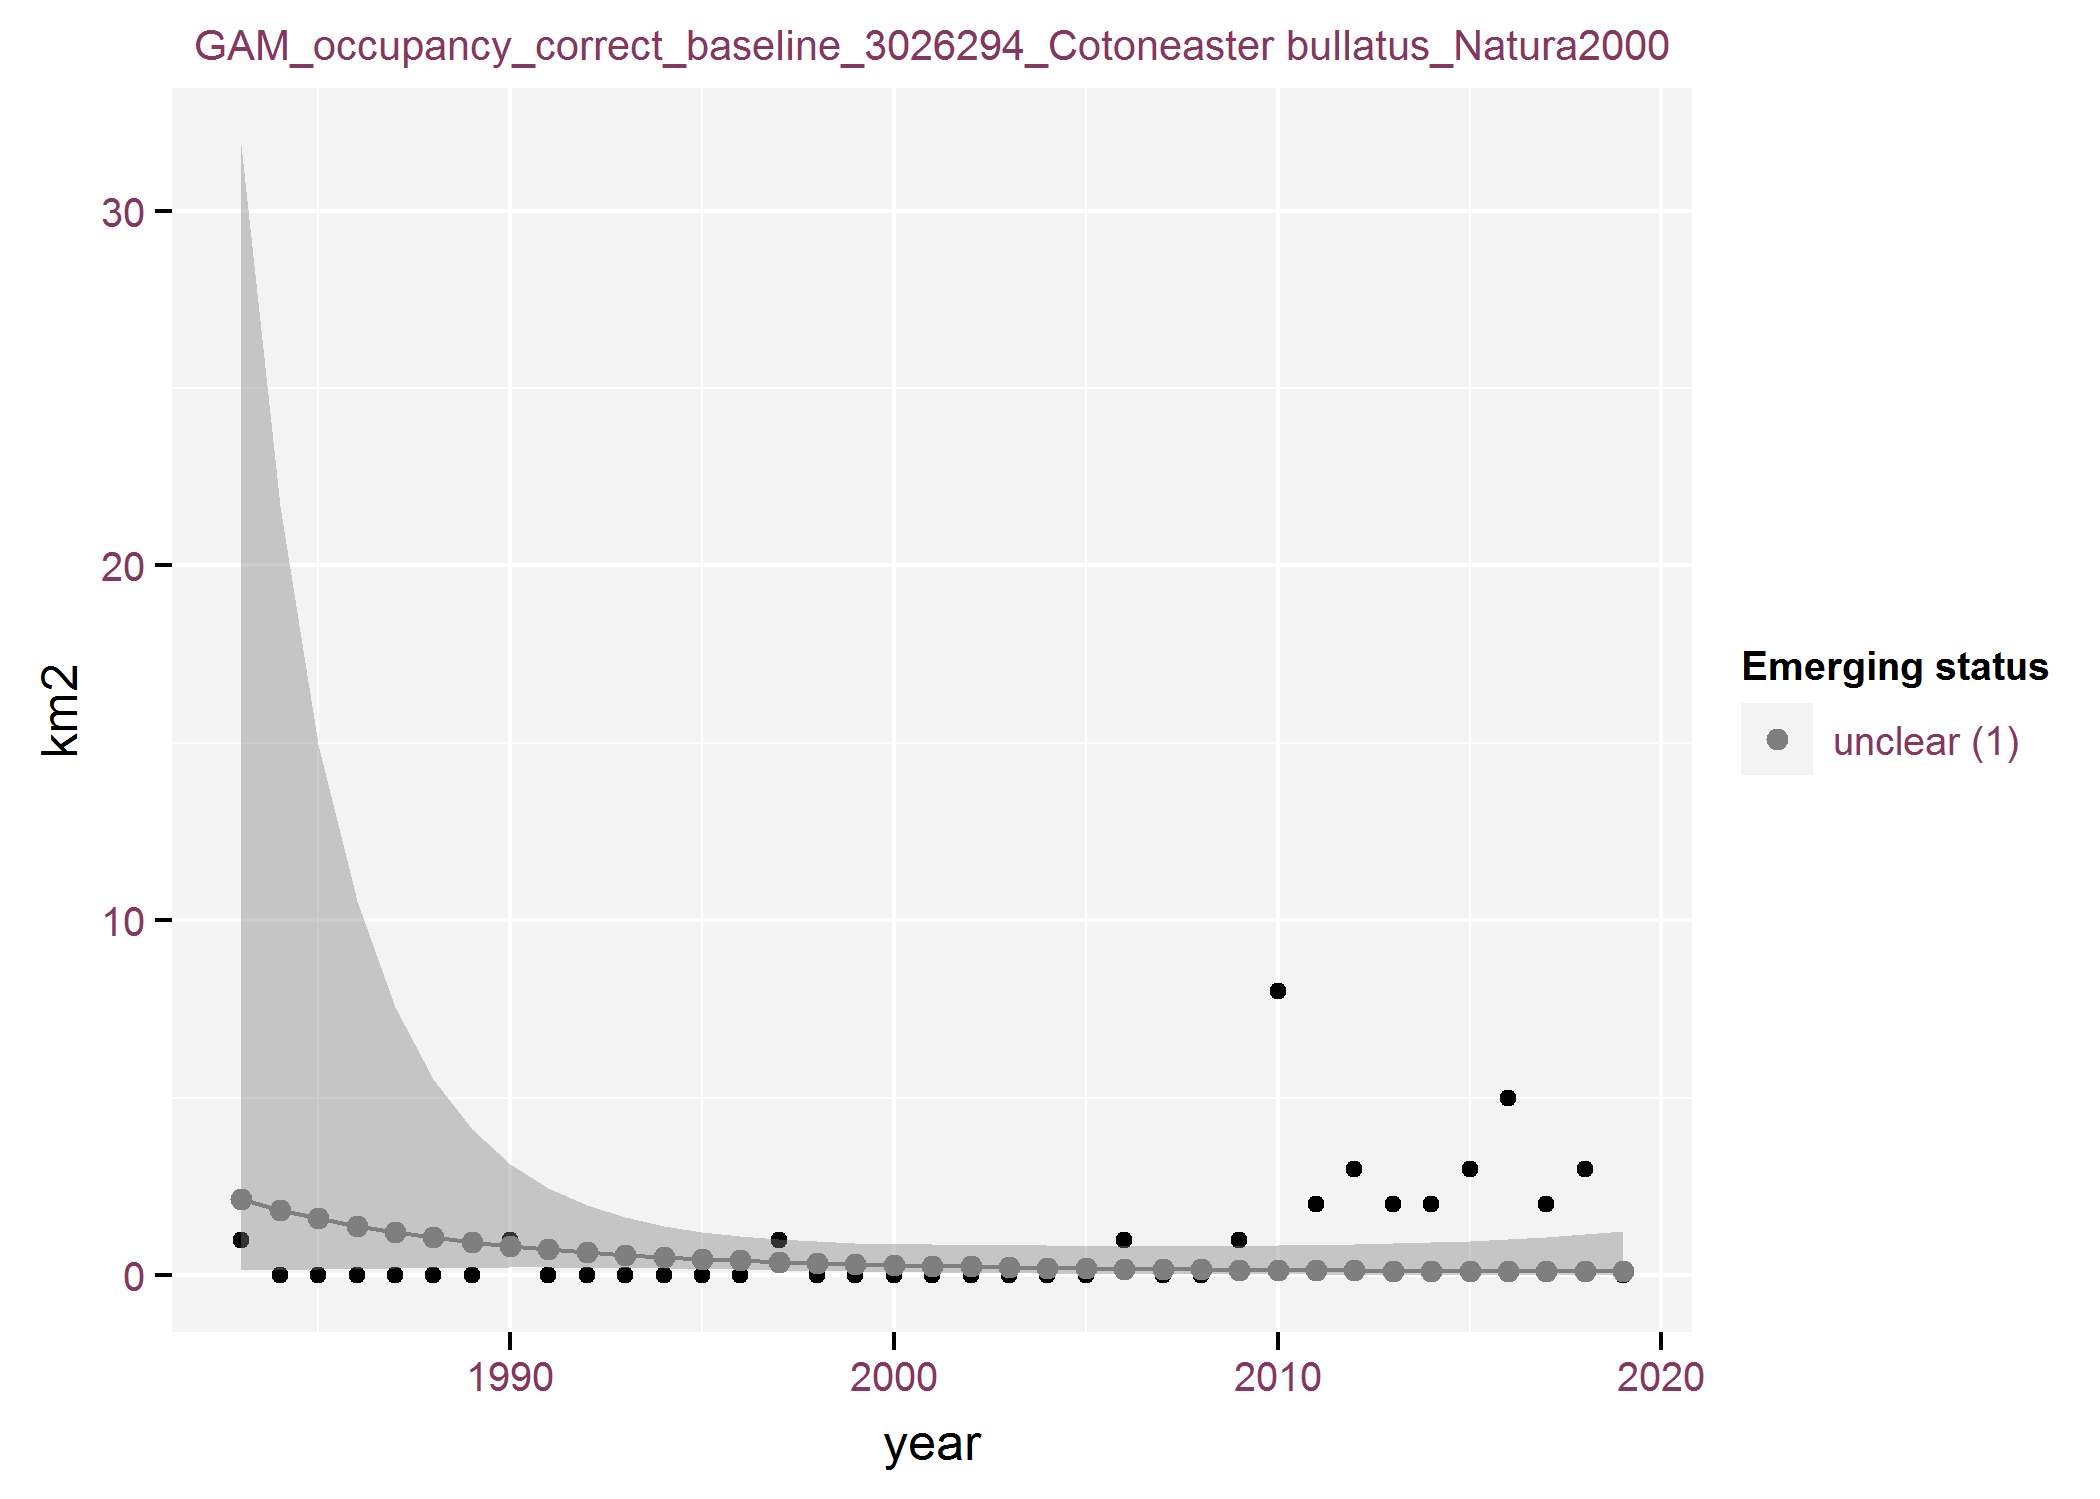 GAM_occupancy_correct_baseline_3026294_Cotoneaster bullatus_Natura2000
30
20
10
0
km2
1990 2000 2010 2020
year
Emerging status
unclear (1)